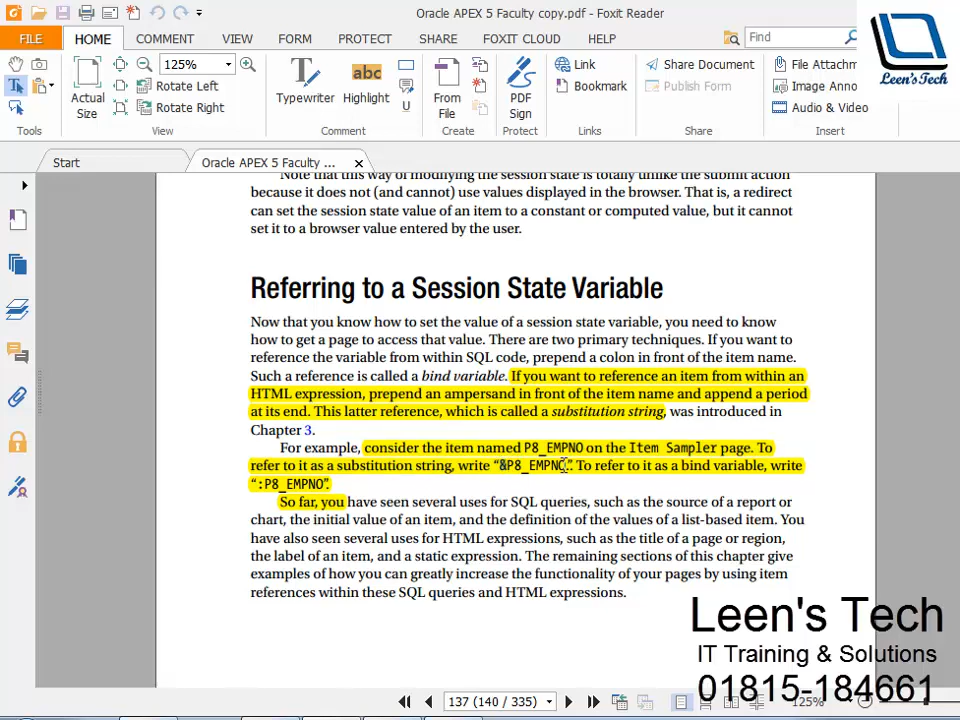 Oracle APEX 5 Faculty copy.pdf - Foxit Reader
FILE HOME COMMENT VIEW FORM PROTECT SHARE FOXIT CLOUD HELP
Find
Leen'sTech
Actual Size
125%
Rotate Left
Rotate Right
Typewriter
abc
Highlight
U
From File
PDF Sign
Link
Bookmark
Share Document
Publish Form
File Attachm
Image Anno
Audio & Video
Tools View Comment Create Protect Links Share Insert
Start
Oracle APEX 5 Faculty ...
Note that this way of modifying the session state is totally unlike the submit action
because it does not (and cannot) use values displayed in the browser. That is, a redirect
can set the session state value of an item to a constant or computed value, but it cannot
set it to a browser value entered by the user.
Referring to a Session State Variable
Now that you know how to set the value of a session state variable, you need to know
how to get a page to access that value. There are two primary techniques. If you want to
reference the variable from within SQL code, prepend a colon in front of the item name.
Such a reference is called a bind variable. If you want to reference an item from within an
HTML expression, prepend an ampersand in front of the item name and append a period
at its end. This latter reference, which is called a substitution string, was introduced in
Chapter 3.
For example, consider the item named P8_EMPNO on the Item Sampler page. To
refer to it as a substitution string, write “&P8_EMPNO.”. To refer to it as a bind variable, write
“:P8_EMPNO”.
So far, you have seen several uses for SQL queries, such as the source of a report or
chart, the initial value of an item, and the definition of the values of a list-based item. You
have also seen several uses for HTML expressions, such as the title of a page or region,
the label of an item, and a static expression. The remaining sections of this chapter give
examples of how you can greatly increase the functionality of your pages by using item
references within these SQL queries and HTML expressions.
Leen's Tech
IT Training & Solutions
01815-184661
137 (140 / 335)
125%